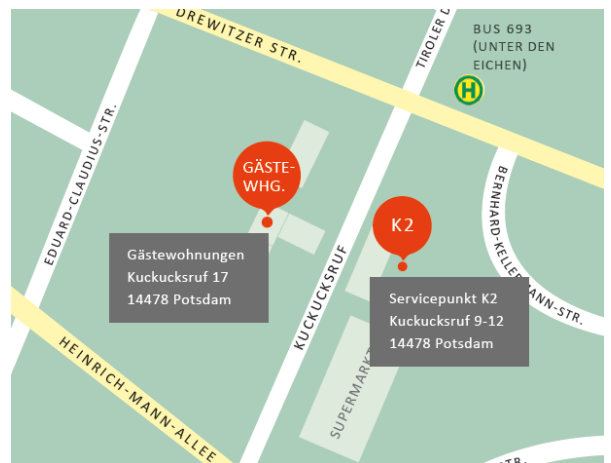 DREWITZER STR.
TIROLER D
BUS 693
(UNTER DEN
EICHEN)
H
EDUARD-CLAUDIUS-STR.
GÄSTE-
WHG.
BERNHARD-KELLERMANN-STR.
K2
Gästewohnungen
Kuckucksruf 17
14478 Potsdam
KUCKUCKSRUF
Servicepunkt K2
Kuckucksruf 9-12
14478 Potsdam
HEINRICH-MANN-ALLEE
SUPERMARKT
STR.